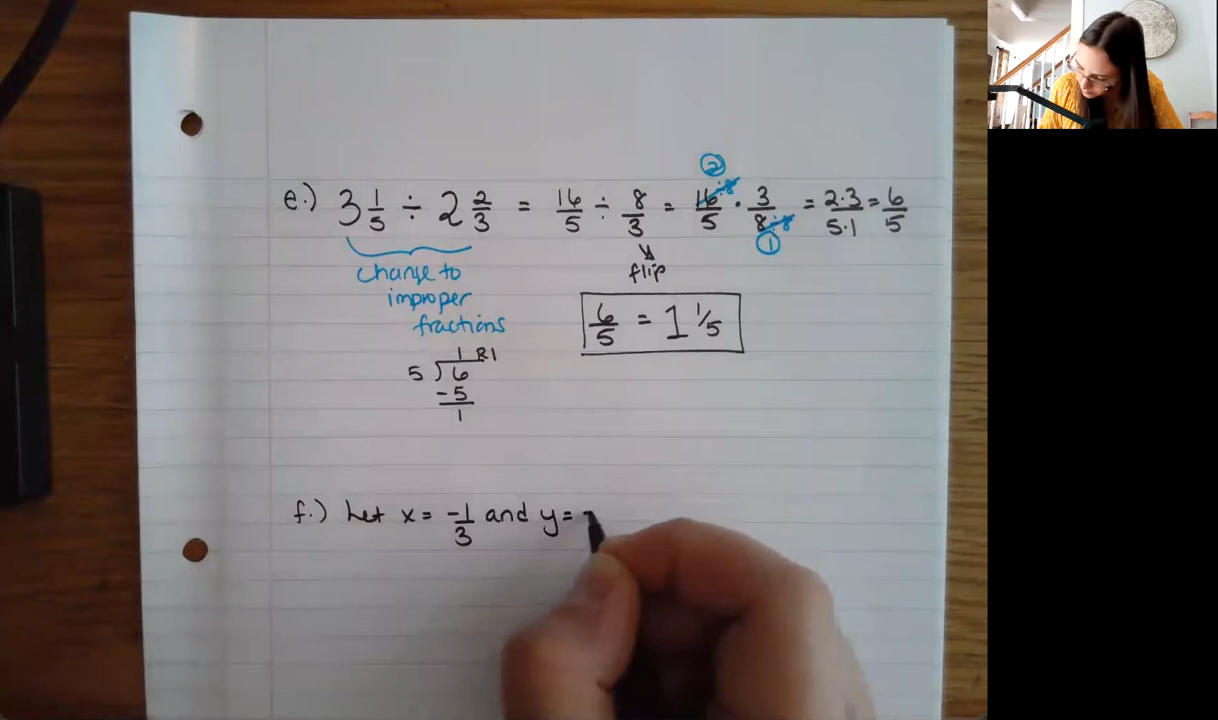 ②
e.) 3 1/5 ÷ 2 2/3 = 16/5 ÷ 8/3 = 16÷8/5 · 3/8÷8 = 2·3/5·1 = 6/5
①
flip
change to
improper
fractions
6/5 = 1 1/5
1 R1
5 ) 6
-5
1
f.) Let x = -1/3 and y = -